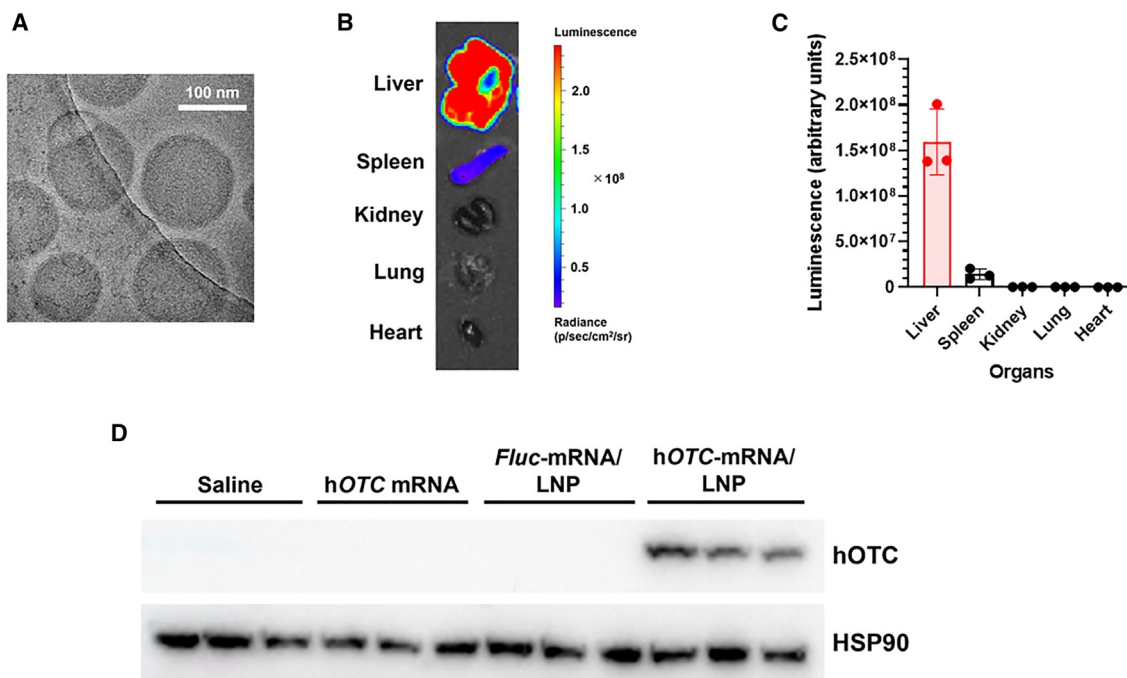 A
100 nm
B
Liver
Spleen
Kidney
Lung
Heart
Luminescence
2.0
1.5
×10⁸
1.0
0.5
Radiance
(p/sec/cm²/sr)
C
Luminescence (arbitrary units)
2.5×10⁸
2.0×10⁸
1.5×10⁸
1.0×10⁸
5.0×10⁷
0
Liver
Spleen
Kidney
Lung
Heart
Organs
D
Saline
hOTC mRNA
Fluc-mRNA/
LNP
hOTC-mRNA/
LNP
hOTC
HSP90